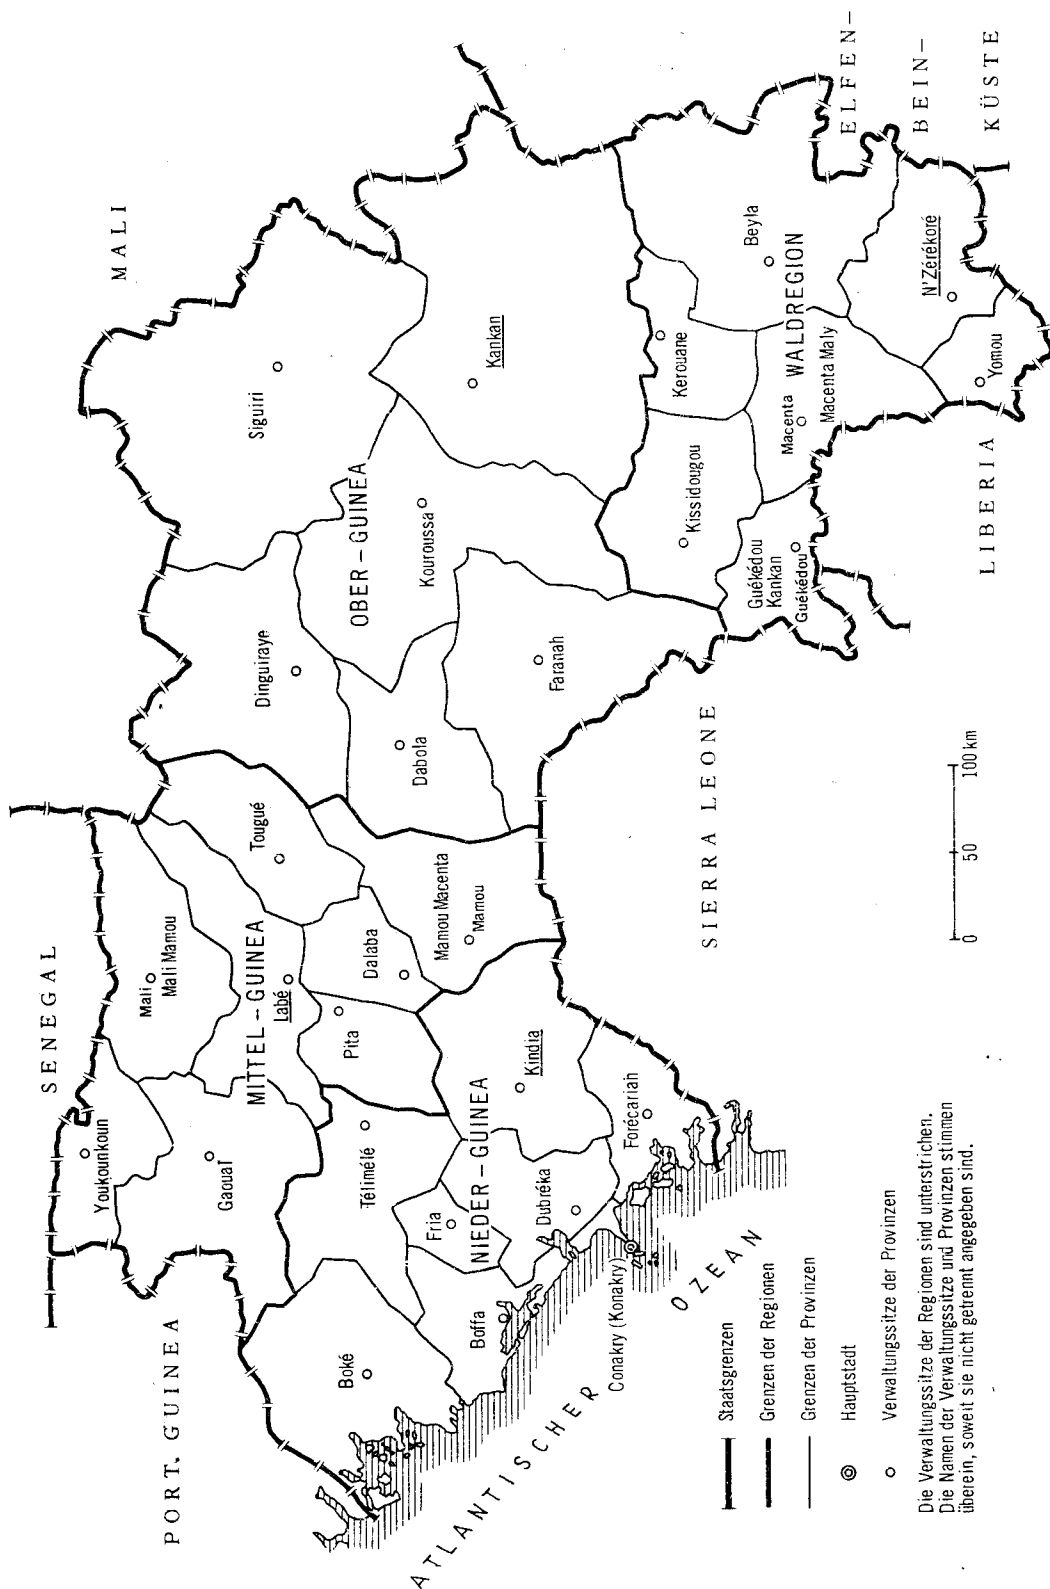 SENEGAL
MALI
PORT. GUINEA
Youkounkoun
Mali
Mali Mamou
Gaoual
MITTEL – GUINEA
Labé
Tougué
Dinguiraye
Siguiri
Boké
Télimélé
Pita
Dalaba
Dabola
OBER – GUINEA
Kouroussa
Kankan
Fria
NIEDER – GUINEA
Boffa
Kindia
Mamou Macenta
Mamou
Faranah
Dubréka
Forécariah
Conakry (Konakry)
Kissidougou
Kerouane
Beyla
WALDREGION
Macenta
Macenta Maly
Guékédou
Kankan
Guékédou
N'Zérékoré
Yomou
ELFEN–
BEIN–
KÜSTE
LIBERIA
SIERRA LEONE
ATLANTISCHER
OZEAN
0 50 100 km
Staatsgrenzen
Grenzen der Regionen
Grenzen der Provinzen
Hauptstadt
Verwaltungssitze der Provinzen
Die Verwaltungssitze der Regionen sind unterstrichen.
Die Namen der Verwaltungssitze und Provinzen stimmen
überein, soweit sie nicht getrennt angegeben sind.